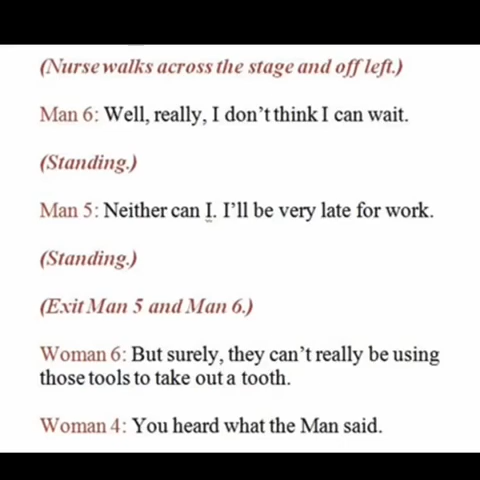 (Nurse walks across the stage and off left.)
Man 6: Well, really, I don't think I can wait.
(Standing.)
Man 5: Neither can I. I'll be very late for work.
(Standing.)
(Exit Man 5 and Man 6.)
Woman 6: But surely, they can't really be using
those tools to take out a tooth.
Woman 4: You heard what the Man said.